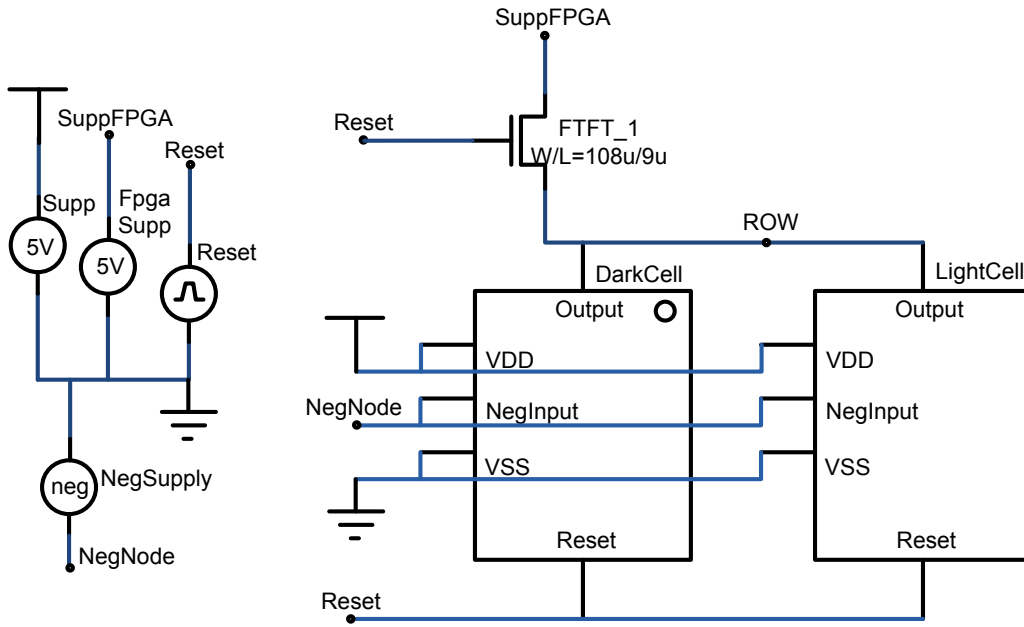 SuppFPGA
SuppFPGA
Reset
Supp
Fpga
Supp
5V
5V
Reset
neg
NegSupply
NegNode
Reset
FTFT_1
W/L=108u/9u
ROW
DarkCell
Output
VDD
NegInput
VSS
Reset
LightCell
Output
VDD
NegInput
VSS
Reset
NegNode
Reset